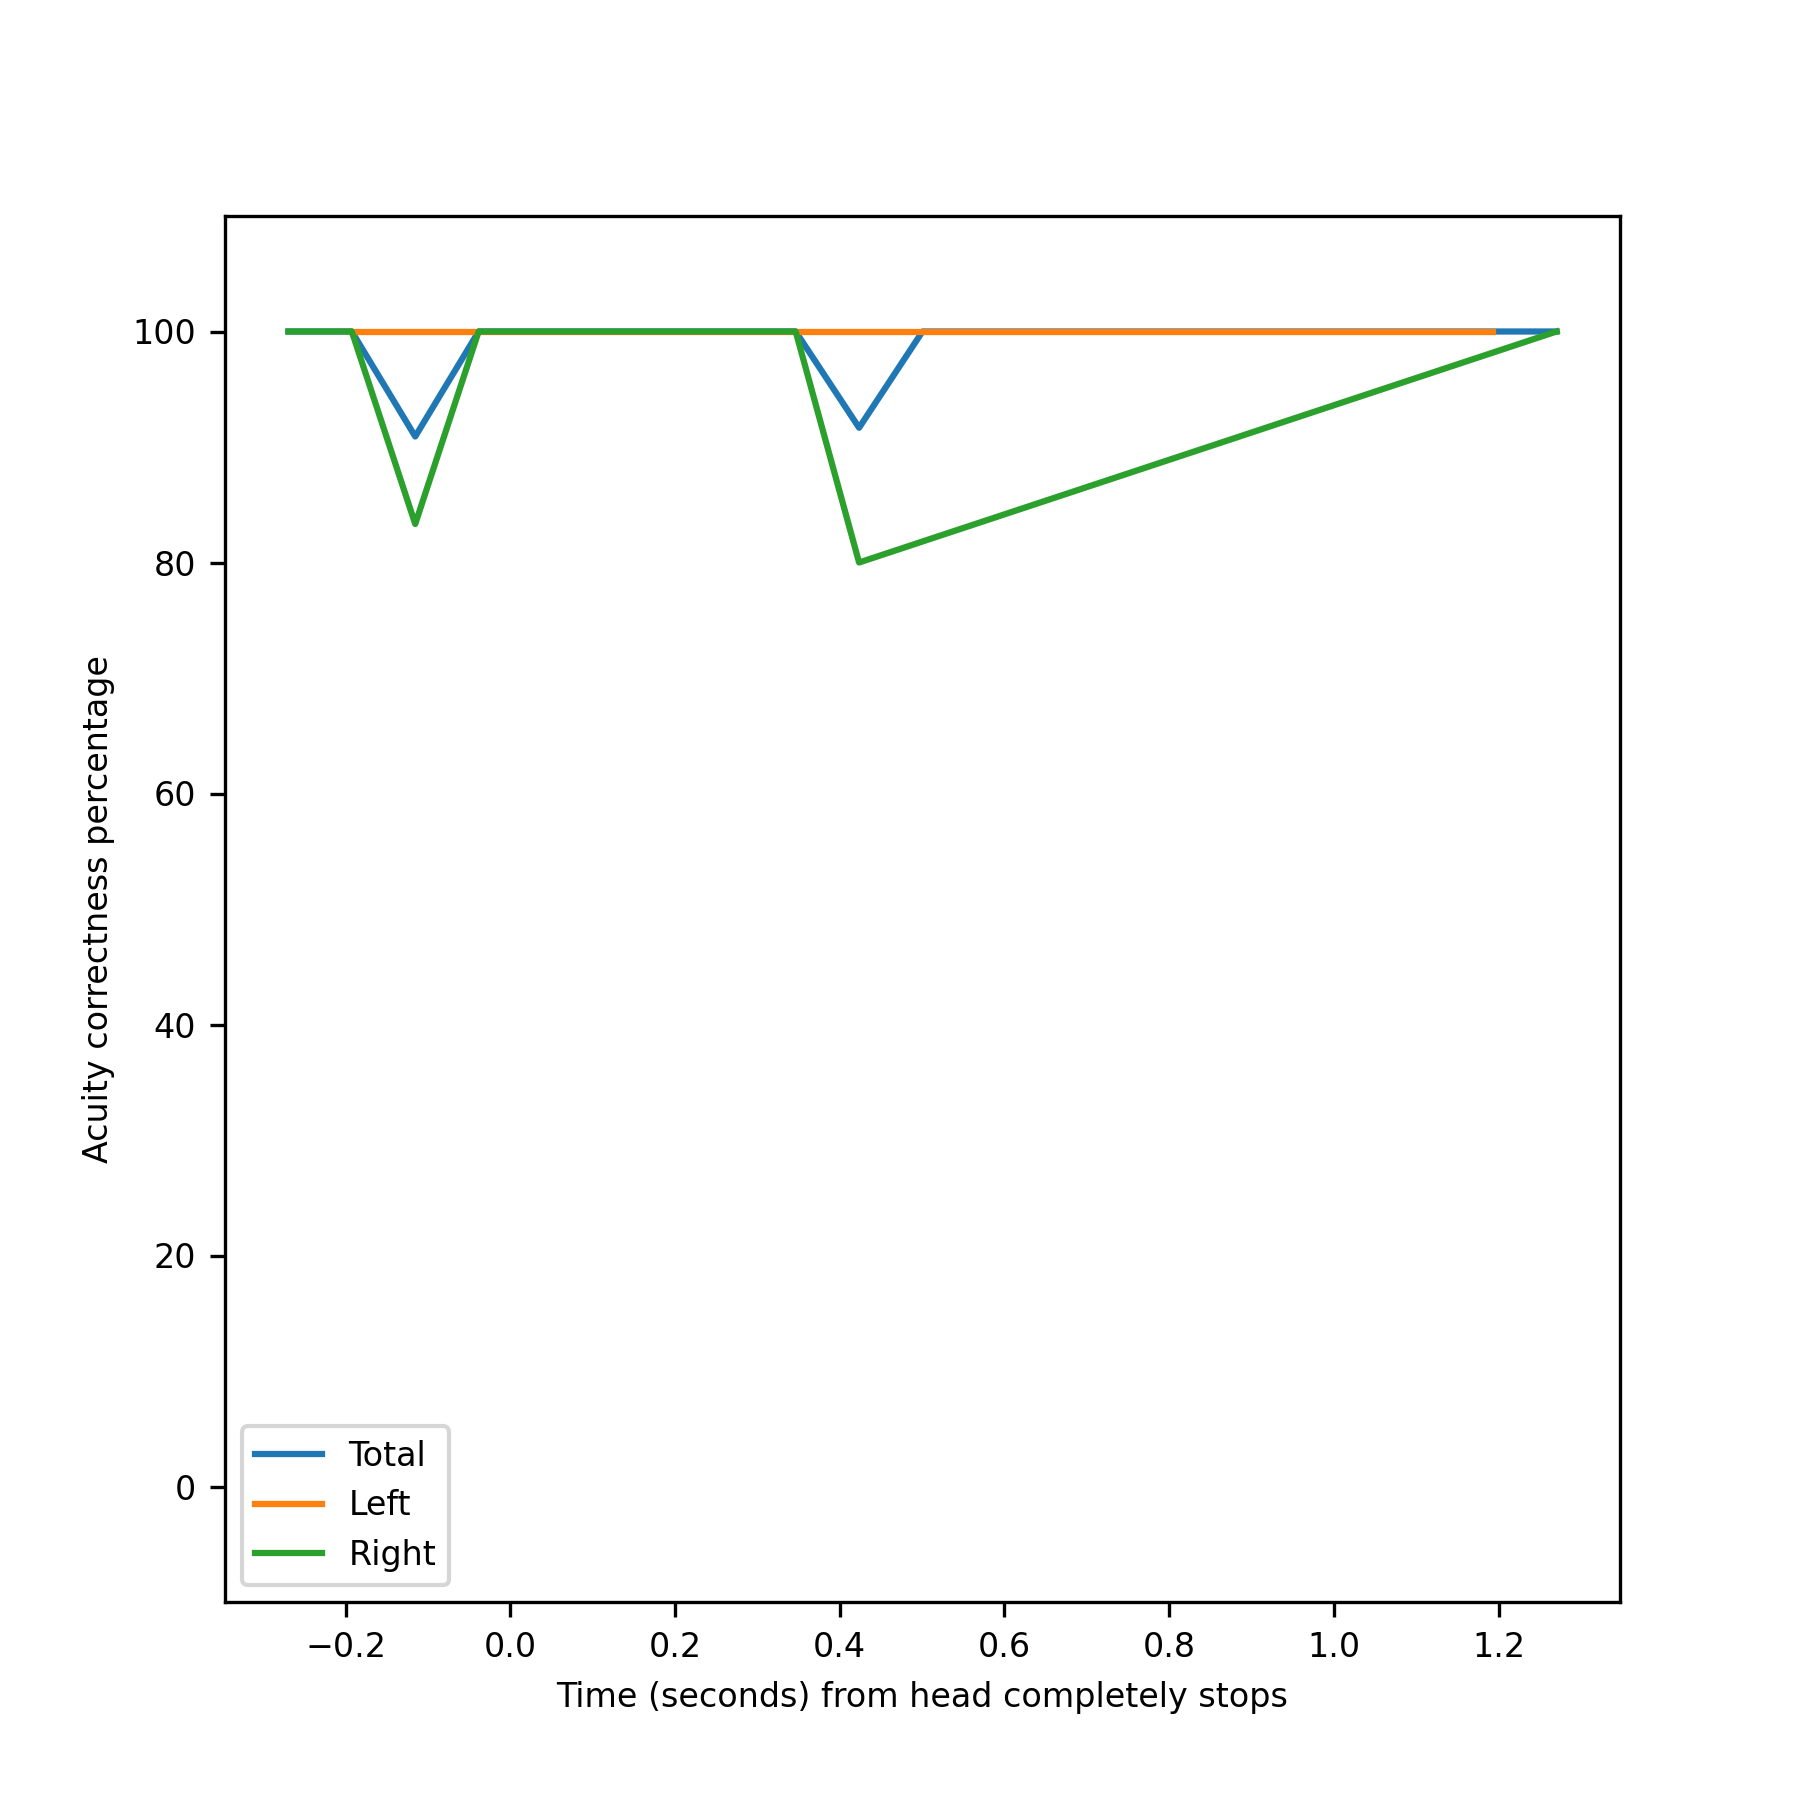 100
80
60
40
20
0
Acuity correctness percentage
Total
Left
Right
−0.2 0.0 0.2 0.4 0.6 0.8 1.0 1.2
Time (seconds) from head completely stops